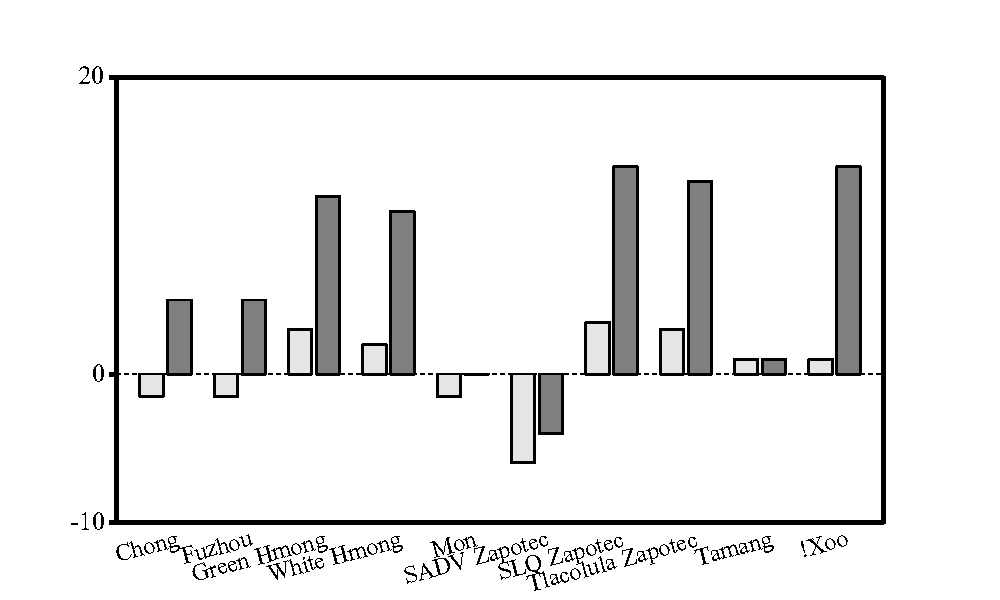 20
0
-10
Chong
Fuzhou
Green Hmong
White Hmong
Mon
SADV Zapotec
SLQ Zapotec
Tlacolula Zapotec
Tamang
!Xoo